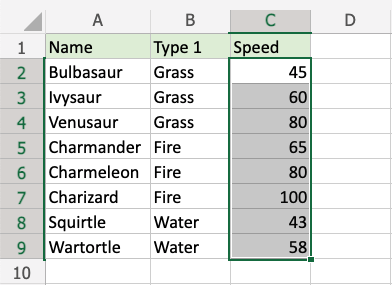 A B C D
1 Name Type 1 Speed
2 Bulbasaur Grass 45
3 Ivysaur Grass 60
4 Venusaur Grass 80
5 Charmander Fire 65
6 Charmeleon Fire 80
7 Charizard Fire 100
8 Squirtle Water 43
9 Wartortle Water 58
10